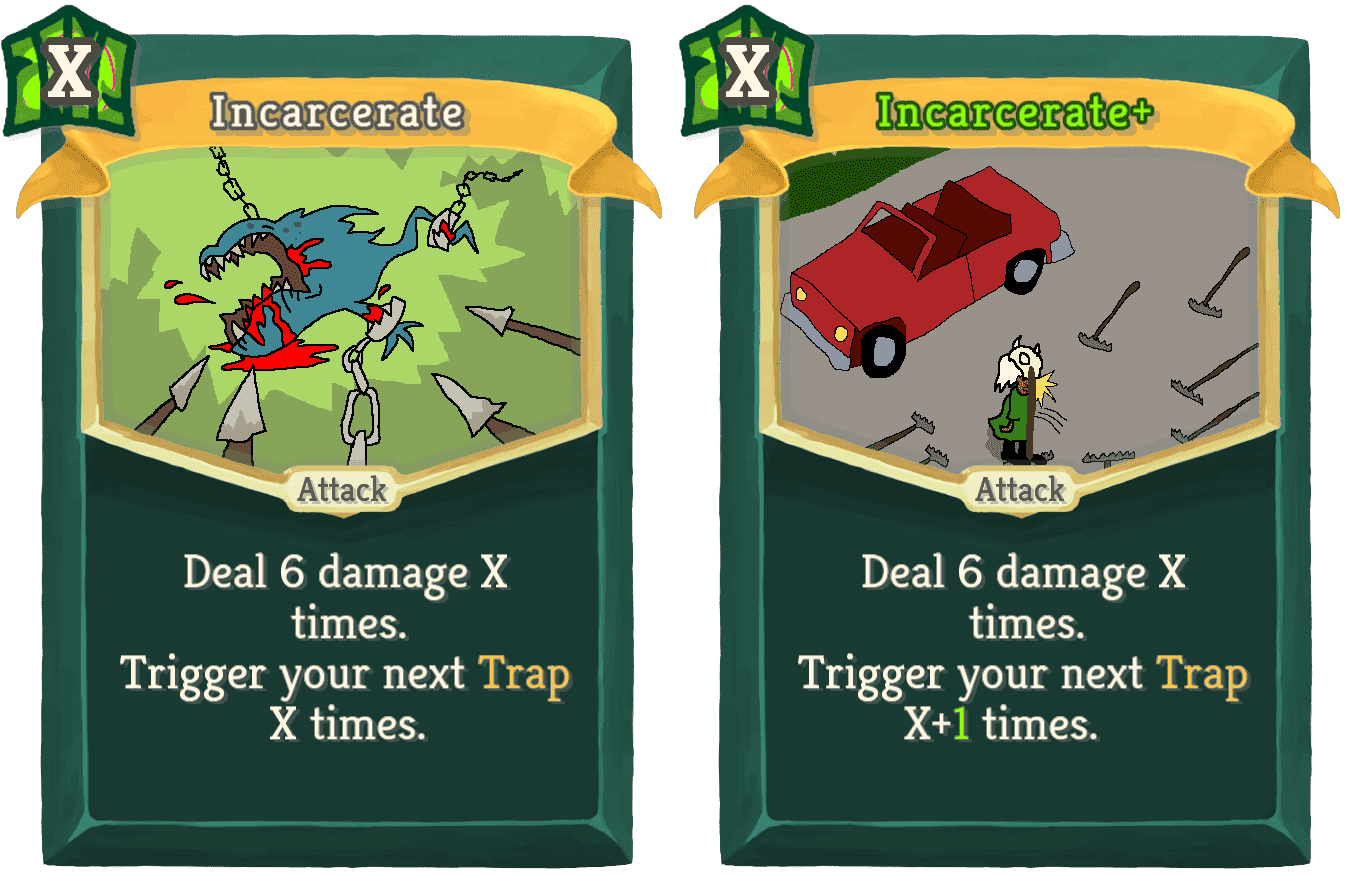 X
Incarcerate
Attack
Deal 6 damage X
times.
Trigger your next Trap
X times.
X
Incarcerate+
Attack
Deal 6 damage X
times.
Trigger your next Trap
X+1 times.